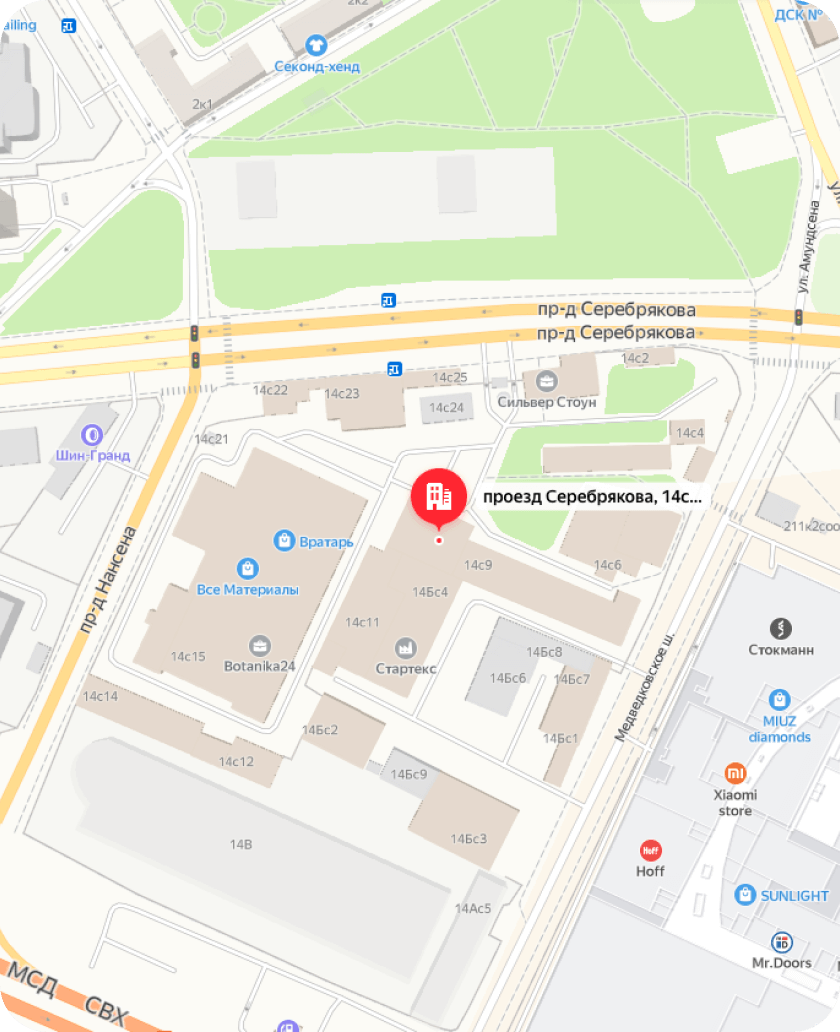 2к2
ailing
ДСК №
Секонд-хенд
2к1
ул. Амундсена
пр-д Серебрякова
пр-д Серебрякова
14с2
14с25
14с22
14с23
14с24
Сильвер Стоун
14с21
14с4
Шин-Гранд
проезд Серебрякова, 14с...
211к2соо
Вратарь
пр-д Нансена
14с9
14с6
Все Материалы
14Бс4
14с11
14с15
Botanika24
Стартекс
14Бс8
14Бс6
14Бс7
Стокманн
Медведковское ш.
14с14
14Бс2
14Бс1
MIUZ
diamonds
14с12
14Бс9
Xiaomi
store
14В
14Бс3
Hoff
Hoff
14Ас5
SUNLIGHT
Mr.Doors
МСД
СВХ